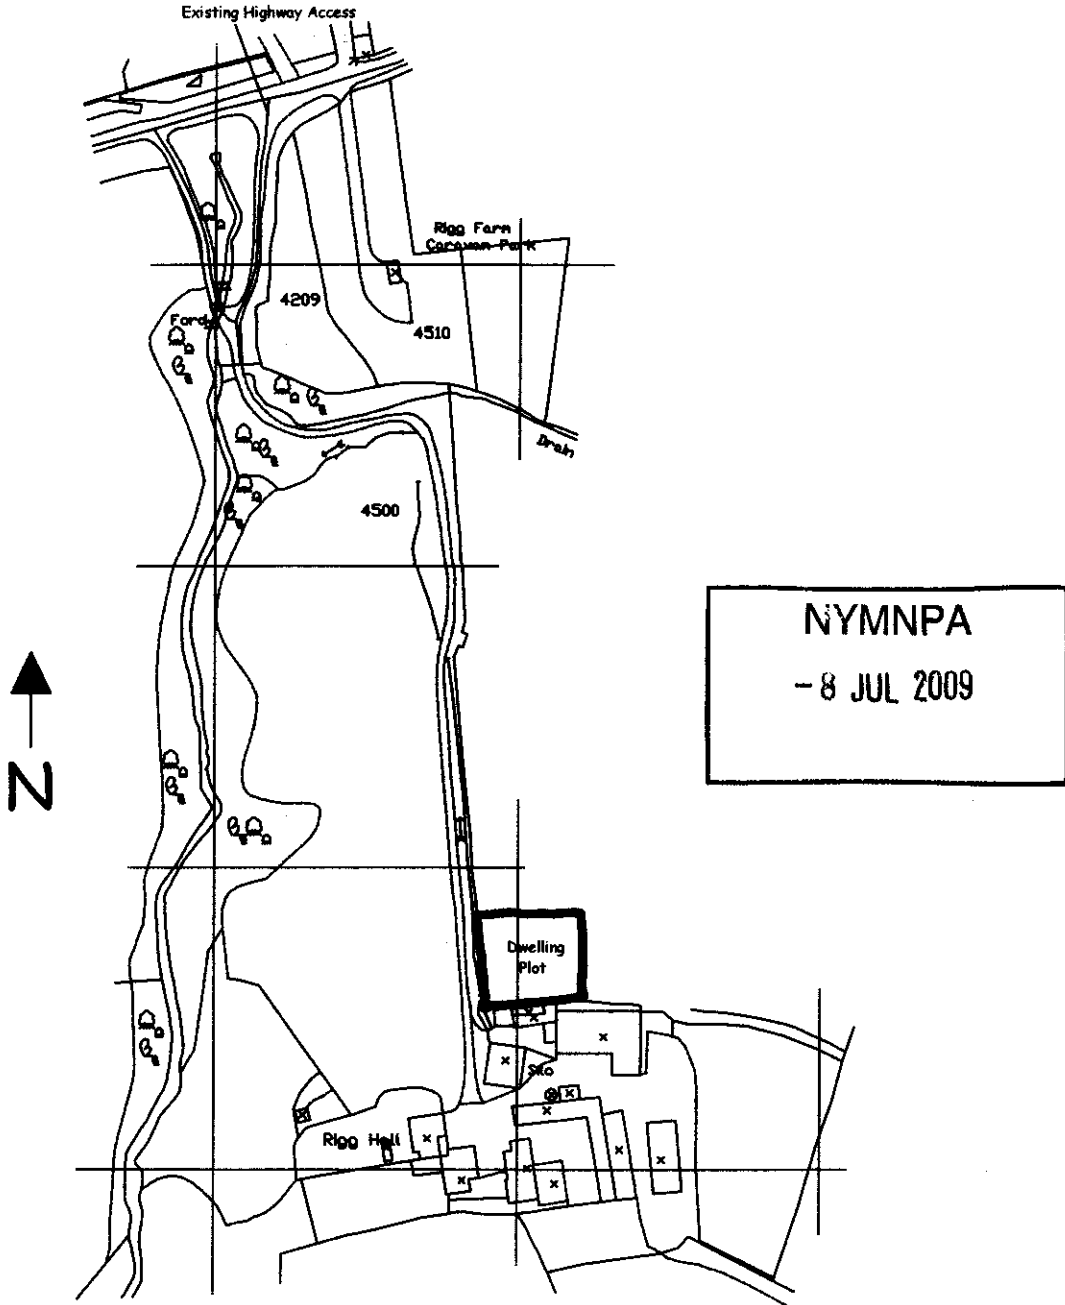 Existing Highway Access
Rigg Farm
Caravan Park
4209
Ford
4510
Drain
4500
NYMNPA
-8 JUL 2009
N
Dwelling
Plot
Silo
Rigg Hall